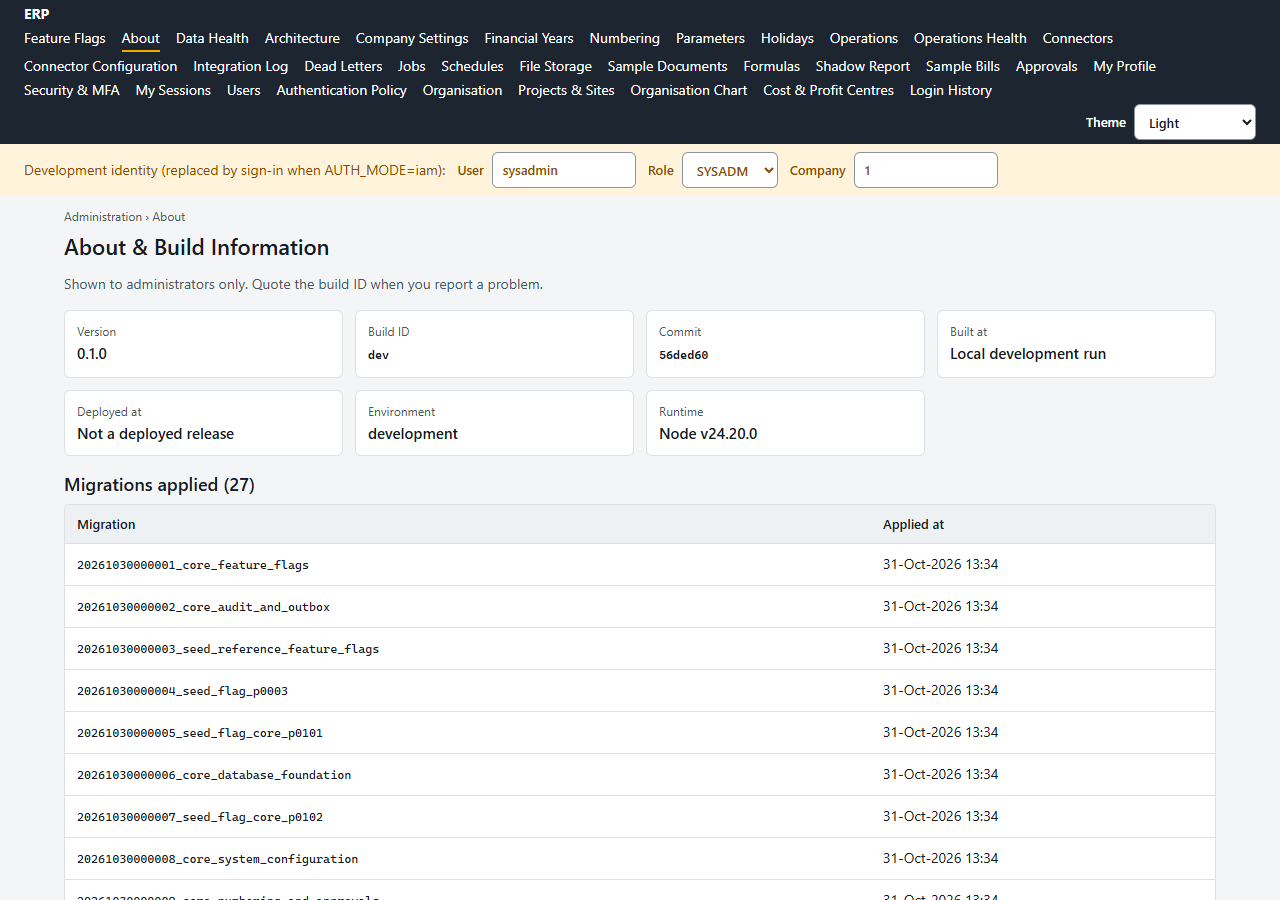 ERP
Feature Flags About Data Health Architecture Company Settings Financial Years Numbering Parameters Holidays Operations Operations Health Connectors
Connector Configuration Integration Log Dead Letters Jobs Schedules File Storage Sample Documents Formulas Shadow Report Sample Bills Approvals My Profile
Security & MFA My Sessions Users Authentication Policy Organisation Projects & Sites Organisation Chart Cost & Profit Centres Login History
Theme Light
Development identity (replaced by sign-in when AUTH_MODE=iam): User sysadmin Role SYSADM Company 1
Administration › About
About & Build Information
Shown to administrators only. Quote the build ID when you report a problem.
Version Build ID Commit Built at
0.1.0 dev 56ded60 Local development run
Deployed at Environment Runtime
Not a deployed release development Node v24.20.0
Migrations applied (27)
Migration Applied at
20261030000001_core_feature_flags 31-Oct-2026 13:34
20261030000002_core_audit_and_outbox 31-Oct-2026 13:34
20261030000003_seed_reference_feature_flags 31-Oct-2026 13:34
20261030000004_seed_flag_p0003 31-Oct-2026 13:34
20261030000005_seed_flag_core_p0101 31-Oct-2026 13:34
20261030000006_core_database_foundation 31-Oct-2026 13:34
20261030000007_seed_flag_core_p0102 31-Oct-2026 13:34
20261030000008_core_system_configuration 31-Oct-2026 13:34